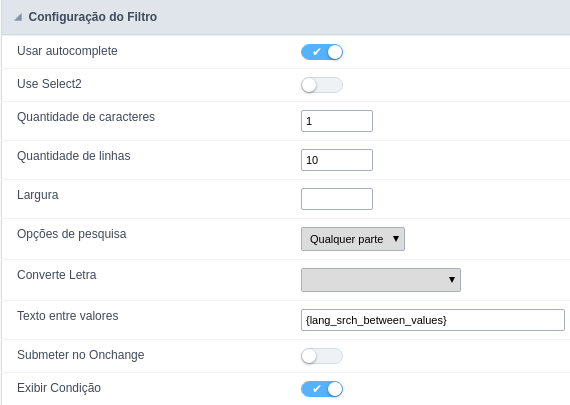 Configuração do Filtro
Usar autocomplete
Use Select2
Quantidade de caracteres 1
Quantidade de linhas 10
Largura
Opções de pesquisa Qualquer parte
Converte Letra
Texto entre valores {lang_srch_between_values}
Submeter no Onchange
Exibir Condição